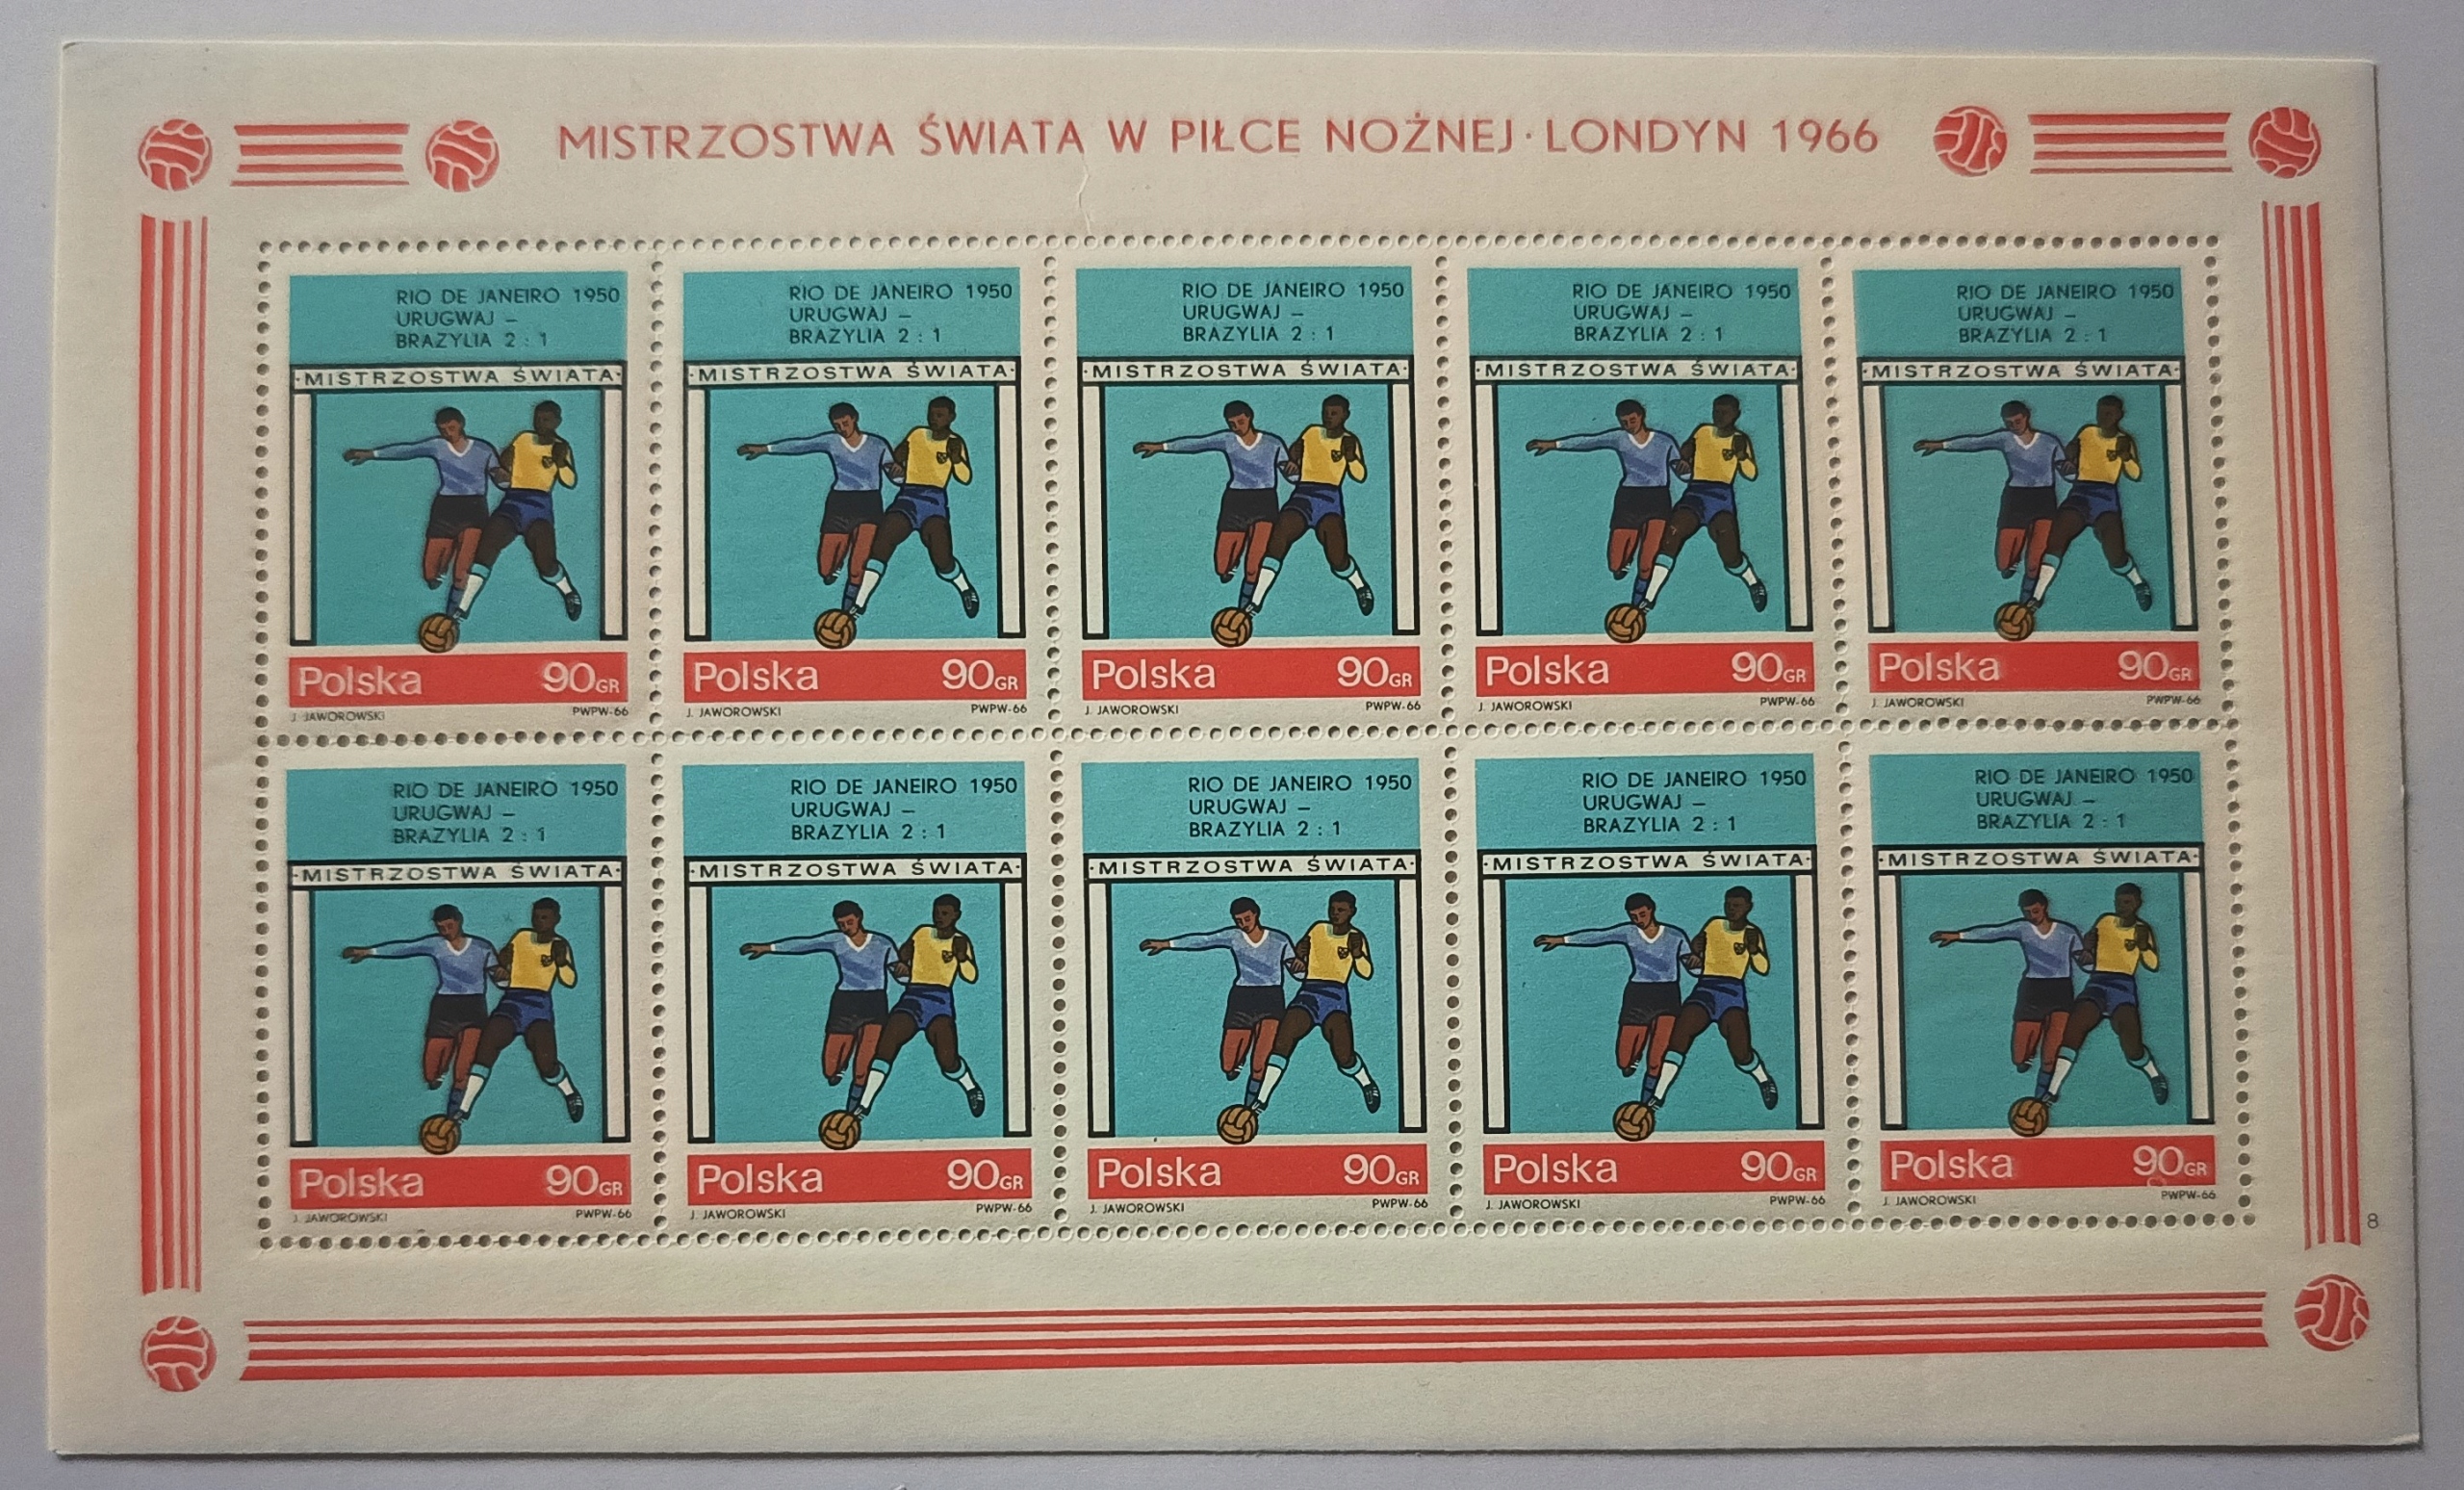 MISTRZOSTWA ŚWIATA W PIŁCE NOŻNEJ · LONDYN 1966
RIO DE JANEIRO 1950
URUGWAJ –
BRAZYLIA 2 : 1
·MISTRZOSTWA ŚWIATA·
Polska 90GR
J. JAWOROWSKI PWPW-66
RIO DE JANEIRO 1950
URUGWAJ –
BRAZYLIA 2 : 1
·MISTRZOSTWA ŚWIATA·
Polska 90GR
J. JAWOROWSKI PWPW-66
RIO DE JANEIRO 1950
URUGWAJ –
BRAZYLIA 2 : 1
·MISTRZOSTWA ŚWIATA·
Polska 90GR
J. JAWOROWSKI PWPW-66
RIO DE JANEIRO 1950
URUGWAJ –
BRAZYLIA 2 : 1
·MISTRZOSTWA ŚWIATA·
Polska 90GR
J. JAWOROWSKI PWPW-66
RIO DE JANEIRO 1950
URUGWAJ –
BRAZYLIA 2 : 1
·MISTRZOSTWA ŚWIATA·
Polska 90GR
J. JAWOROWSKI PWPW-66
RIO DE JANEIRO 1950
URUGWAJ –
BRAZYLIA 2 : 1
·MISTRZOSTWA ŚWIATA·
Polska 90GR
J. JAWOROWSKI PWPW-66
RIO DE JANEIRO 1950
URUGWAJ –
BRAZYLIA 2 : 1
·MISTRZOSTWA ŚWIATA·
Polska 90GR
J. JAWOROWSKI PWPW-66
RIO DE JANEIRO 1950
URUGWAJ –
BRAZYLIA 2 : 1
·MISTRZOSTWA ŚWIATA·
Polska 90GR
J. JAWOROWSKI PWPW-66
RIO DE JANEIRO 1950
URUGWAJ –
BRAZYLIA 2 : 1
·MISTRZOSTWA ŚWIATA·
Polska 90GR
J. JAWOROWSKI PWPW-66
RIO DE JANEIRO 1950
URUGWAJ –
BRAZYLIA 2 : 1
·MISTRZOSTWA ŚWIATA·
Polska 90GR
J. JAWOROWSKI PWPW-66
8